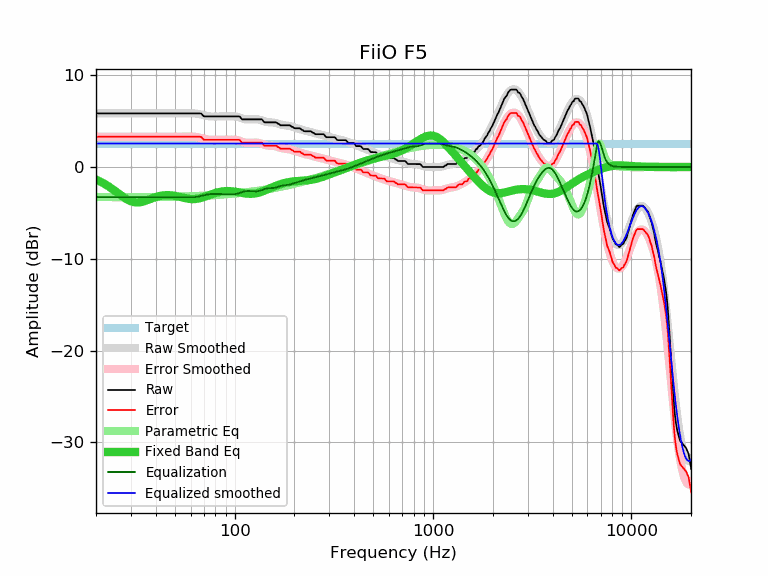 FiiO F5
Amplitude (dBr)
10
0
−10
−20
−30
Target
Raw Smoothed
Error Smoothed
Raw
Error
Parametric Eq
Fixed Band Eq
Equalization
Equalized smoothed
100
1000
10000
Frequency (Hz)